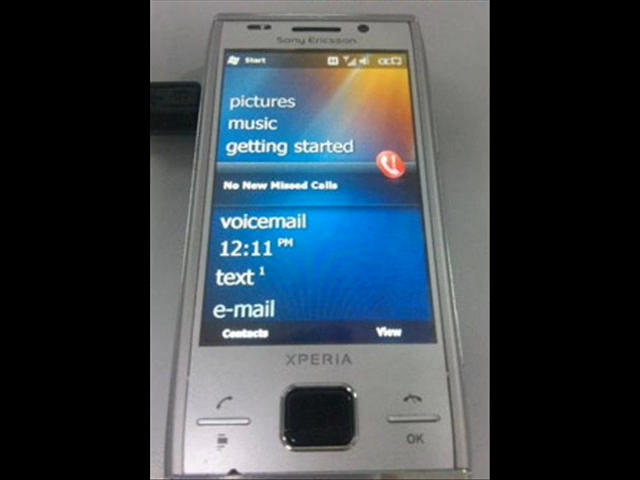 Sony Ericsson
Start
pictures
music
getting started
No New Missed Calls
voicemail
12:11 PM
text 1
e-mail
Contacts View
XPERIA
OK